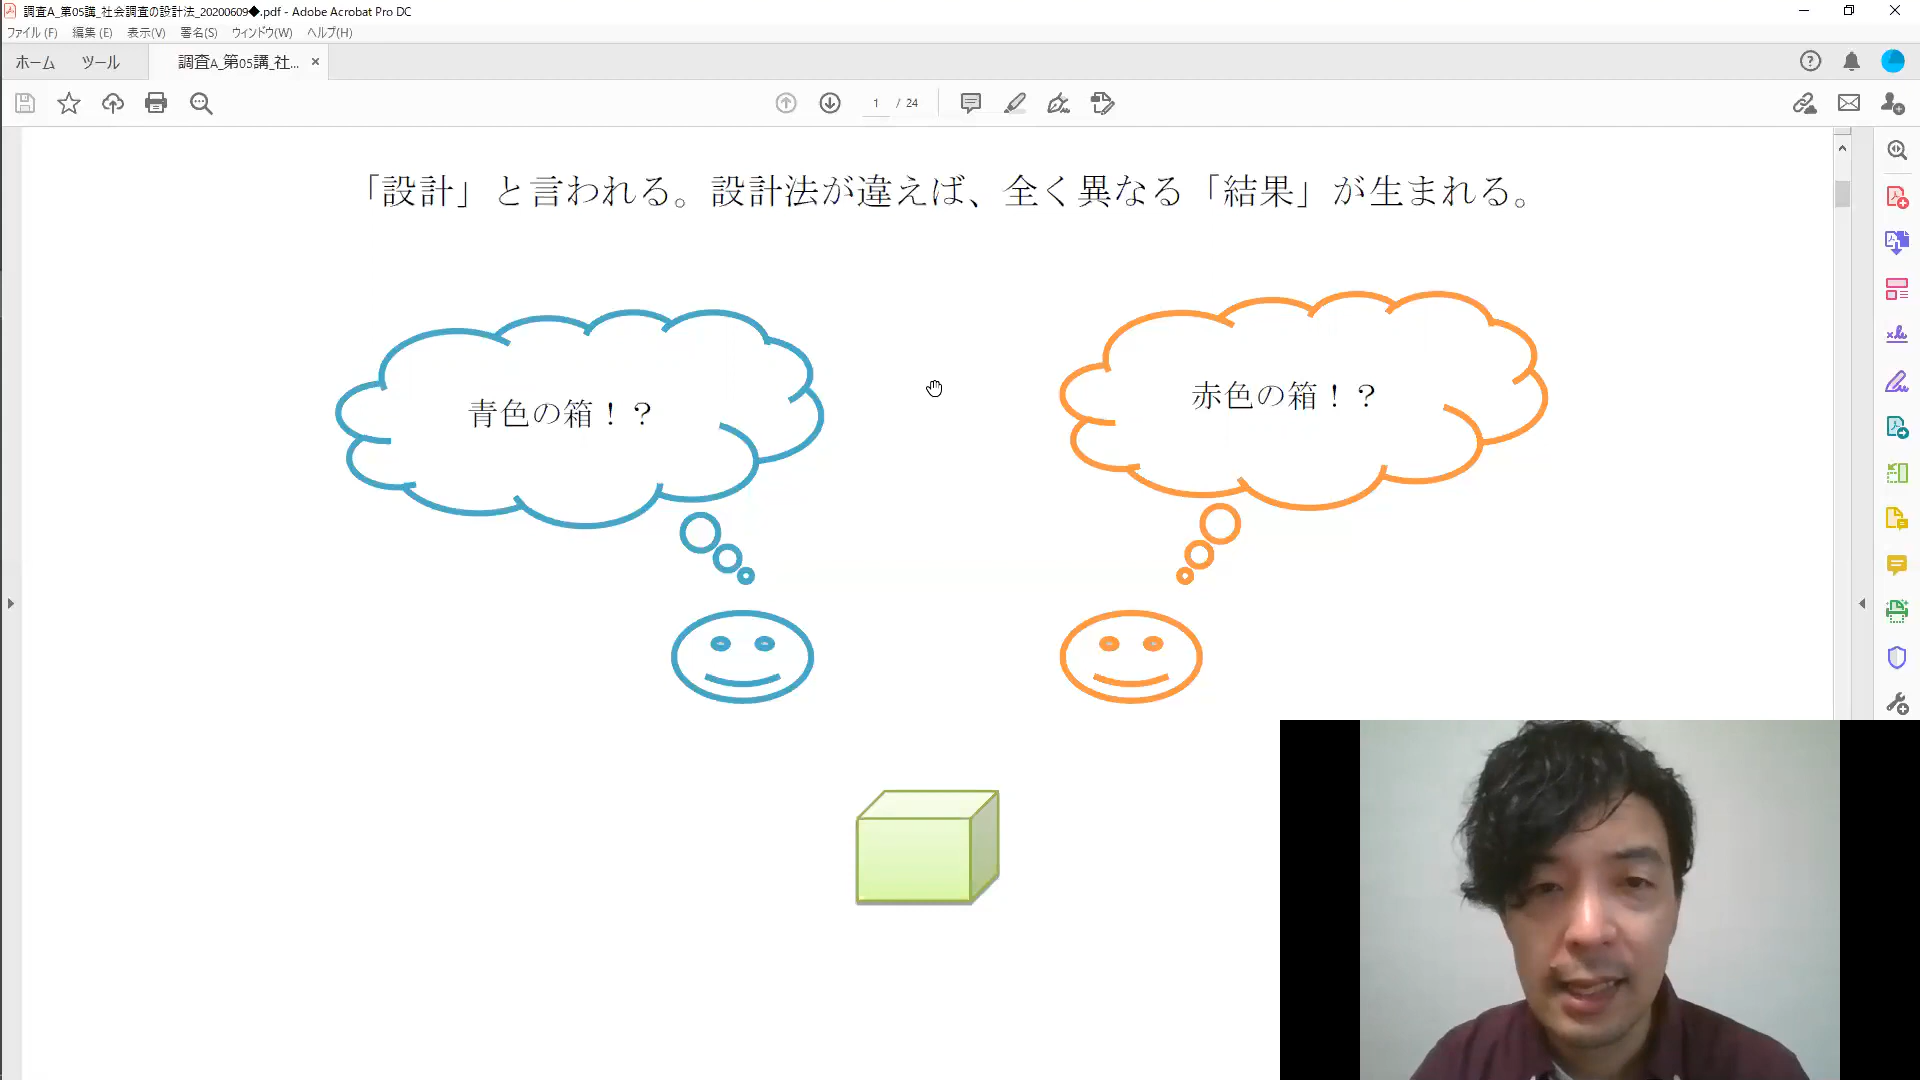 調査A_第05講_社会調査の設計法_20200609◆.pdf - Adobe Acrobat Pro DC
ファイル(F) 編集(E) 表示(V) 署名(S) ウィンドウ(W) ヘルプ(H)
ホーム ツール 調査A_第05講_社... ×
1 / 24
「設計」と言われる。設計法が違えば、全く異なる「結果」が生まれる。
青色の箱！？
赤色の箱！？